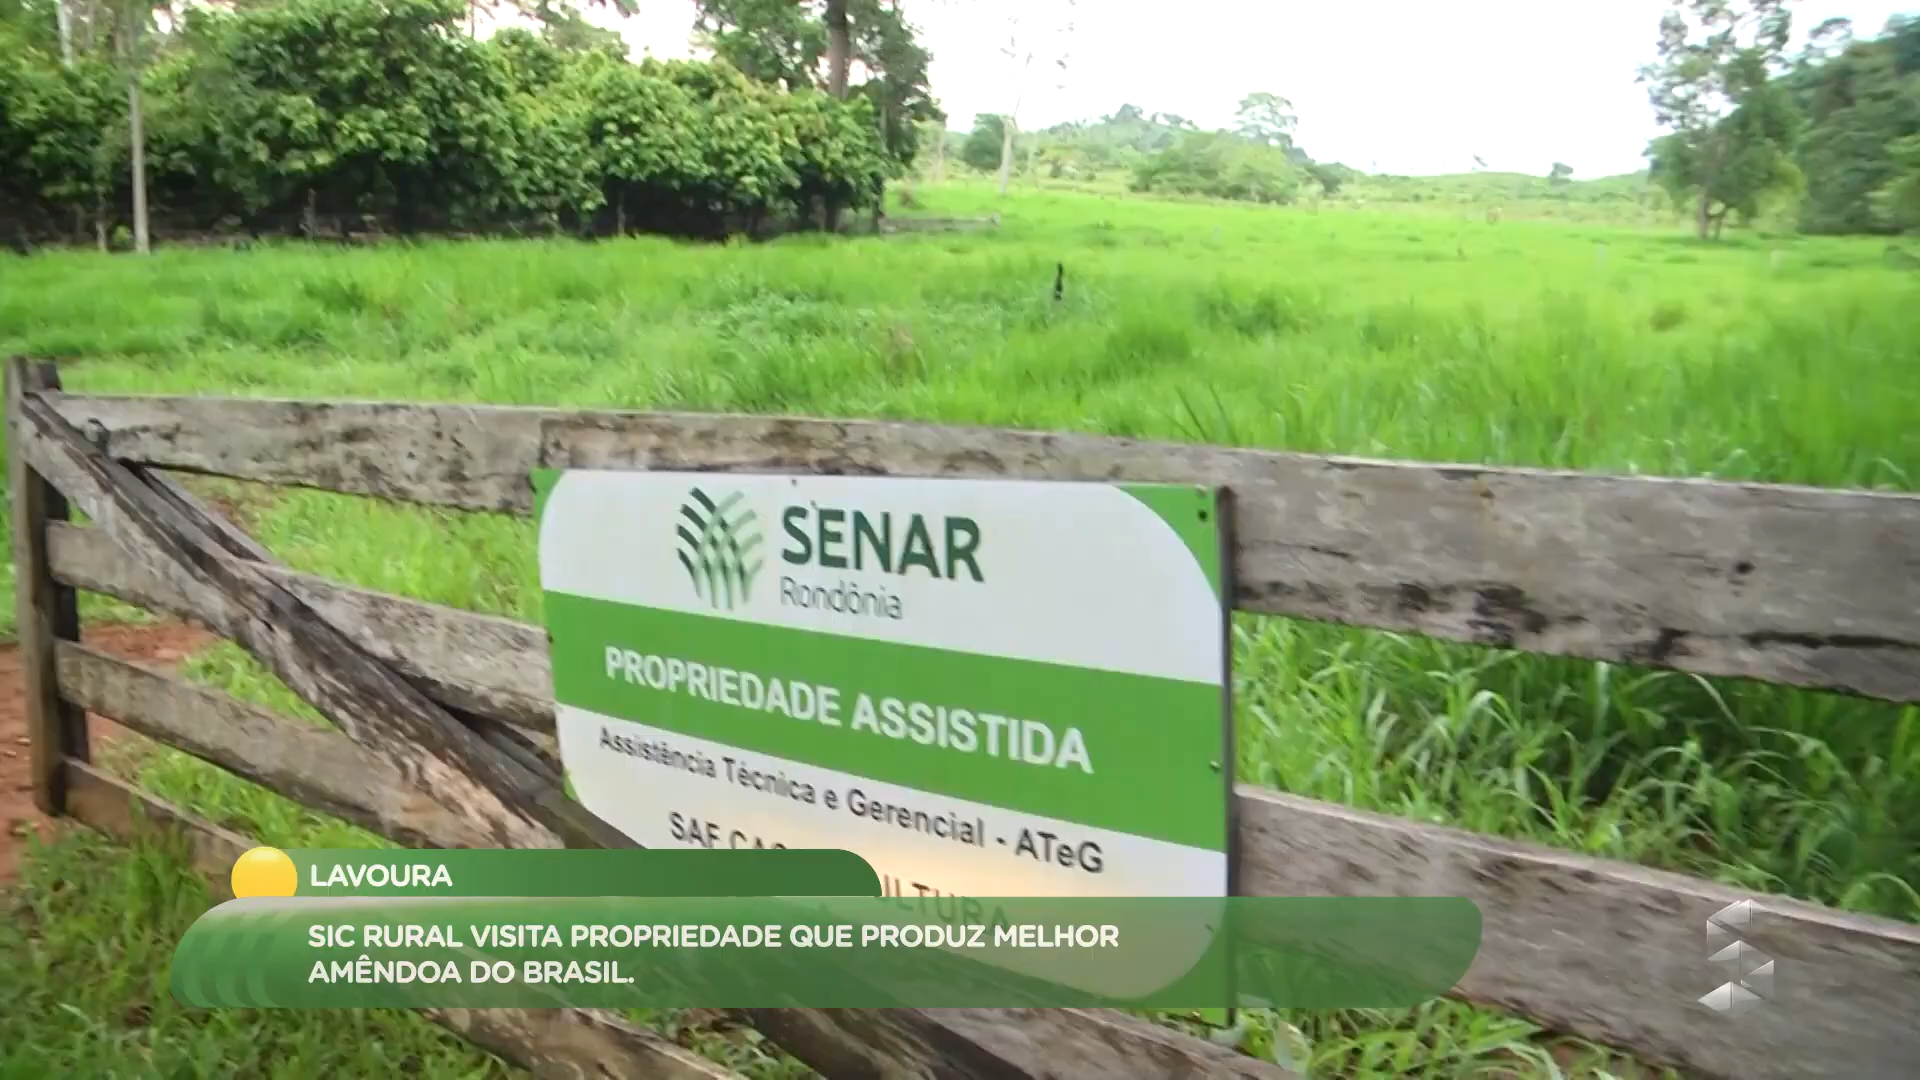 SENAR
Rondônia
PROPRIEDADE ASSISTIDA
Assistência Técnica e Gerencial - ATeG
SAF
LAVOURA
SIC RURAL VISITA PROPRIEDADE QUE PRODUZ MELHOR
AMÊNDOA DO BRASIL.